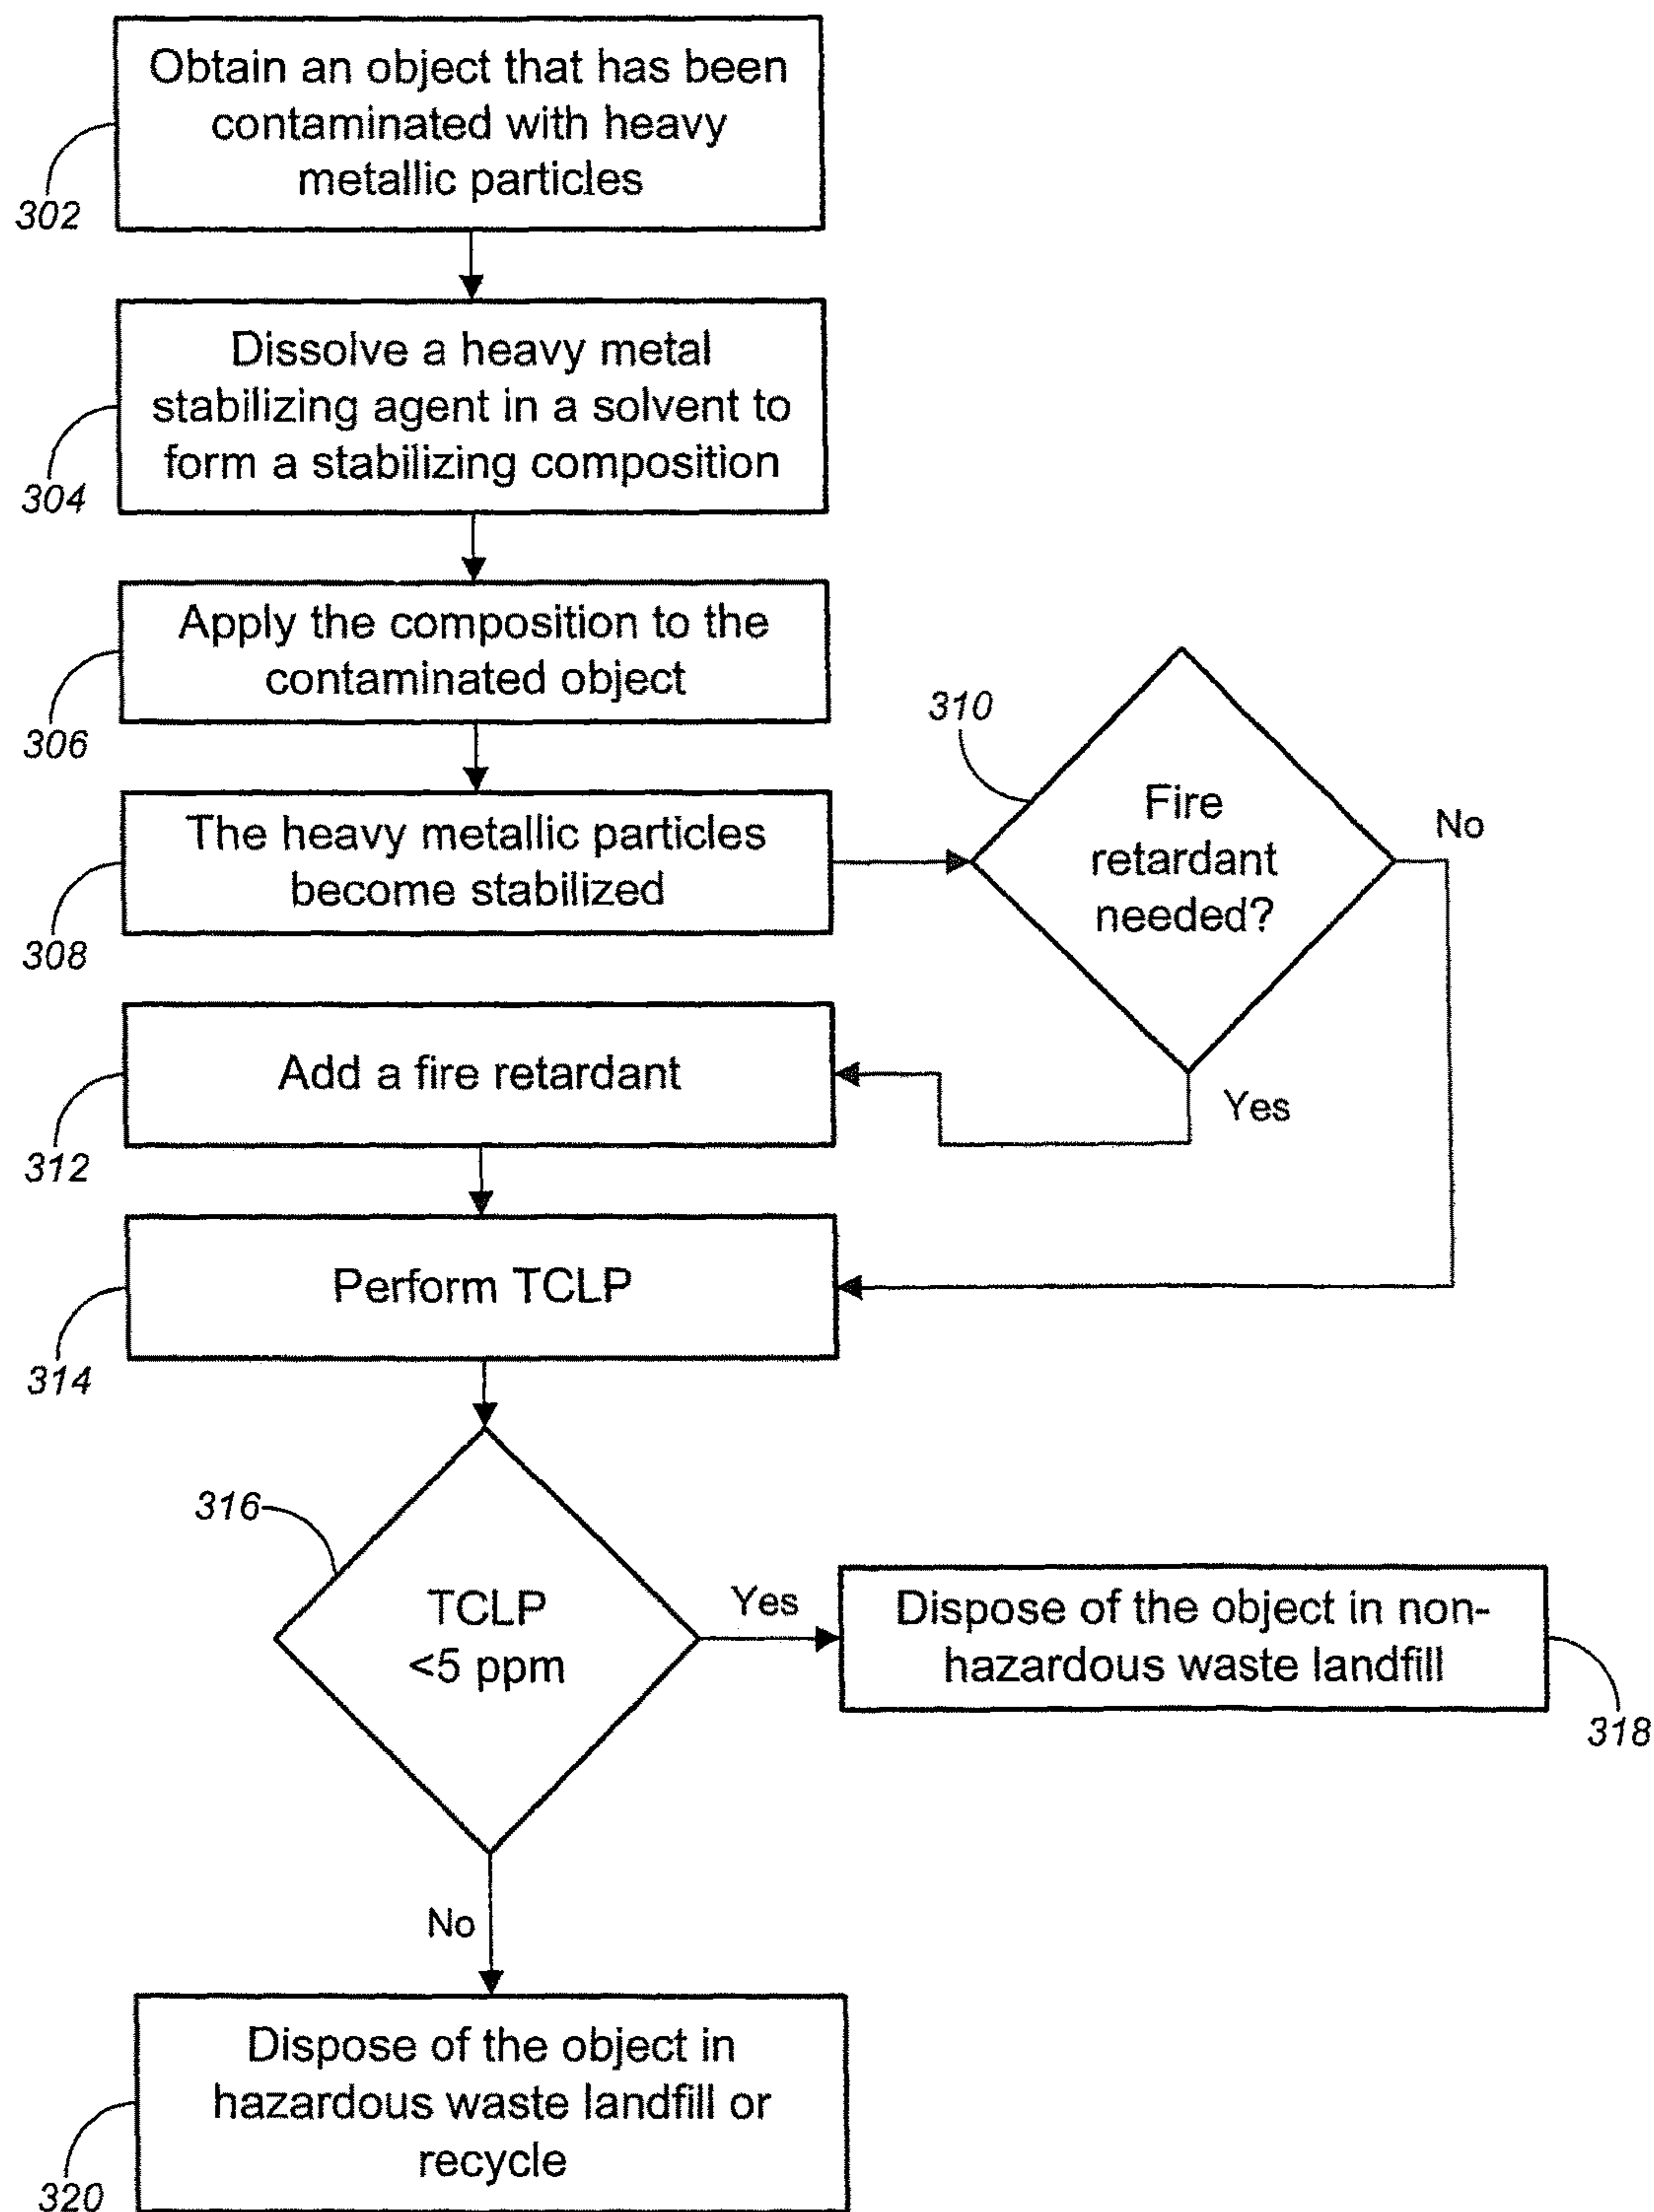 Obtain an object that has been
contaminated with heavy
metallic particles
302
Dissolve a heavy metal
stabilizing agent in a solvent to
form a stabilizing composition
304
Apply the composition to the
contaminated object
306
The heavy metallic particles
become stabilized
308
310
Fire
retardant
needed?
No
Yes
Add a fire retardant
312
Perform TCLP
314
316
TCLP
<5 ppm
Yes
Dispose of the object in non-
hazardous waste landfill
318
No
Dispose of the object in
hazardous waste landfill or
recycle
320